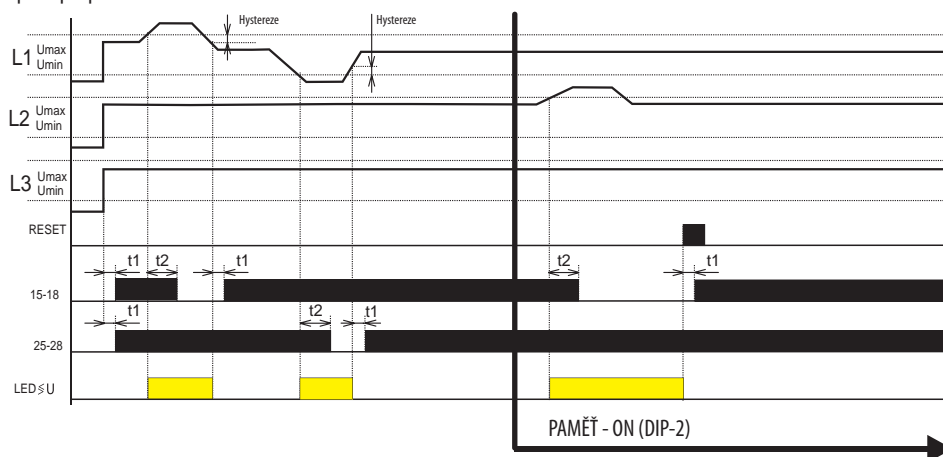 Hystereze
Hystereze
L1 Umax
Umin
L2 Umax
Umin
L3 Umax
Umin
RESET
t1 t2 t1 t2 t1
15-18
t2 t1
25-28
LED≶U
PAMĚŤ - ON (DIP-2)